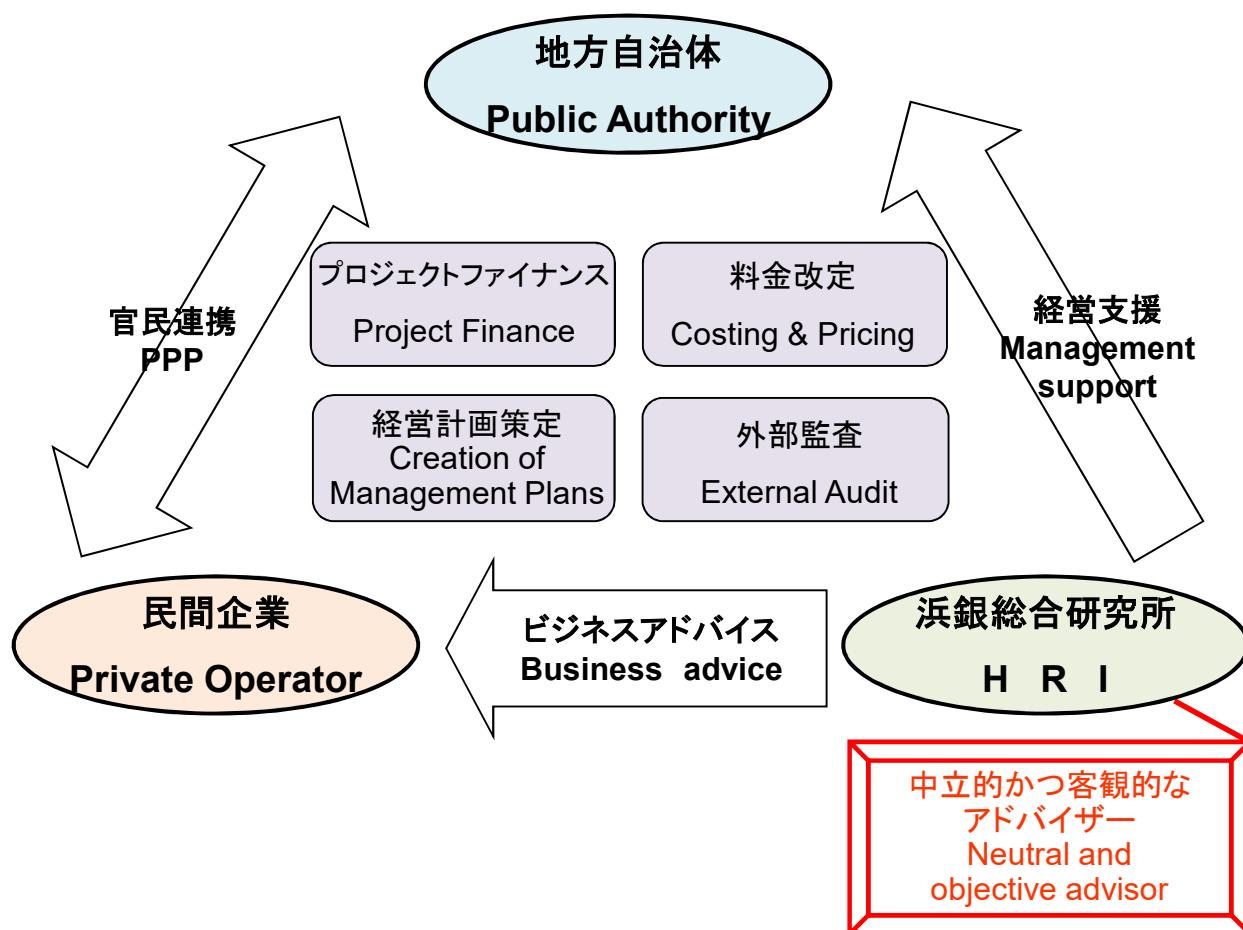 地方自治体
Public Authority
プロジェクトファイナンス
Project Finance
料金改定
Costing & Pricing
官民連携
PPP
経営支援
Management
support
経営計画策定
Creation of
Management Plans
外部監査
External Audit
民間企業
Private Operator
ビジネスアドバイス
Business advice
浜銀総合研究所
H R I
中立的かつ客観的な
アドバイザー
Neutral and
objective advisor